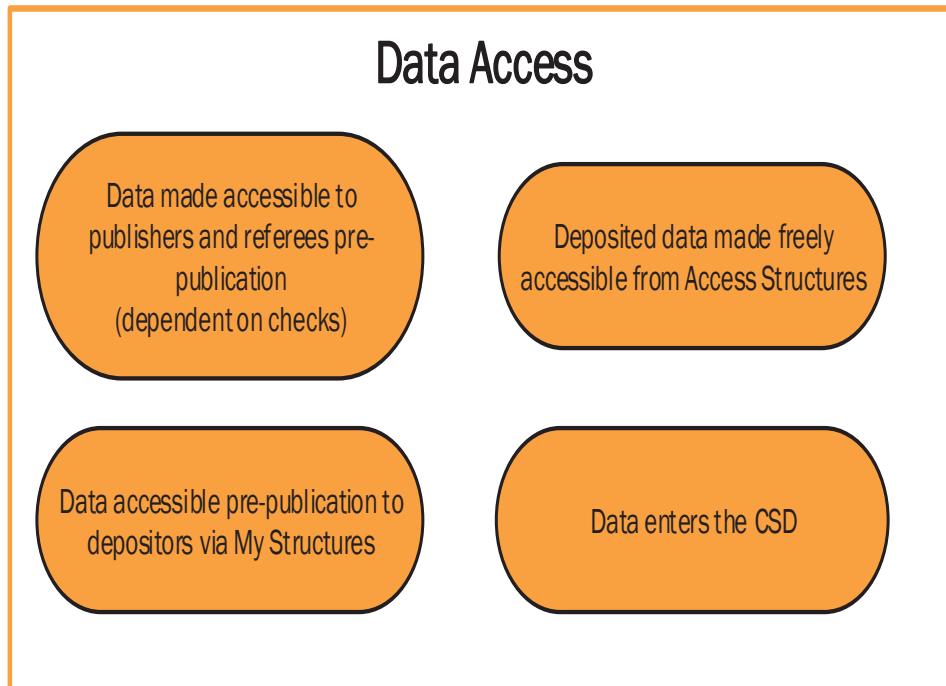 Data Access
Data made accessible to
publishers and referees pre-
publication
(dependent on checks)
Deposited data made freely
accessible from Access Structures
Data accessible pre-publication to
depositors via My Structures
Data enters the CSD